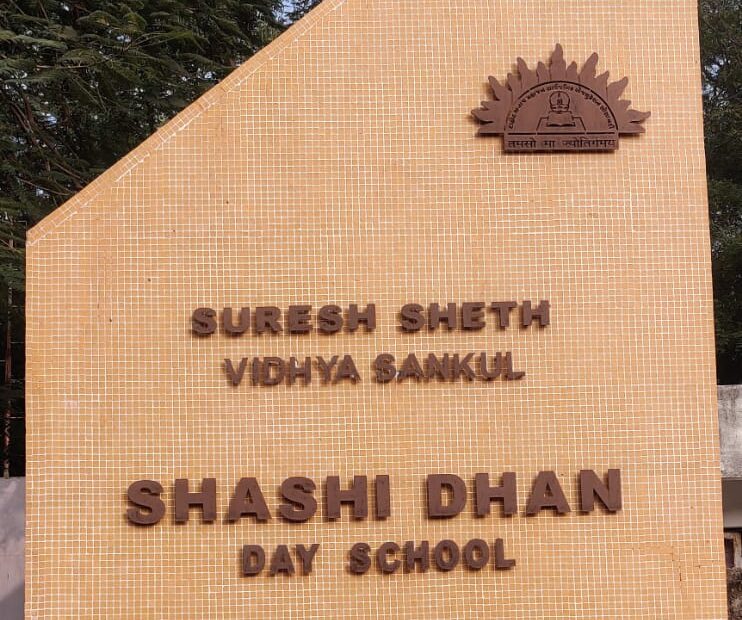 तमसो मा ज्योतिर्गमय
SURESH SHETH
VIDHYA SANKUL
SHASHI DHAN
DAY SCHOOL